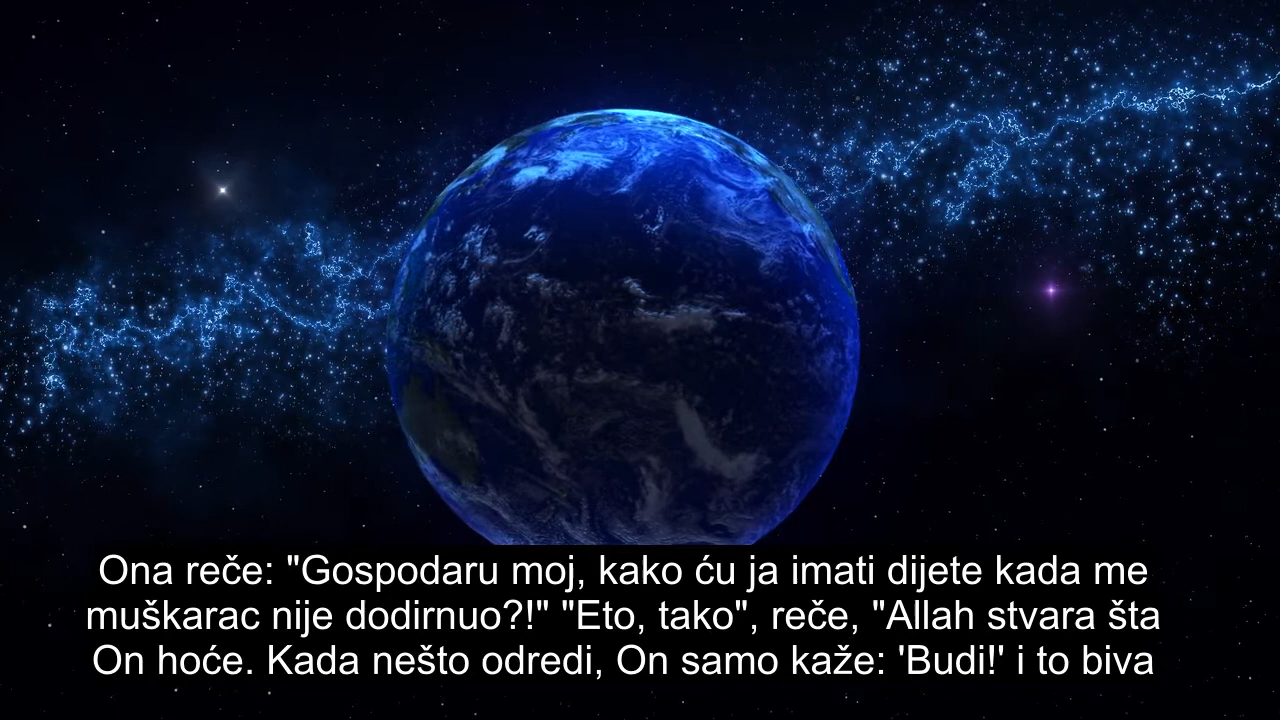 Ona reče: "Gospodaru moj, kako ću ja imati dijete kada me
muškarac nije dodirnuo?!" "Eto, tako", reče, "Allah stvara šta
On hoće. Kada nešto odredi, On samo kaže: 'Budi!' i to biva